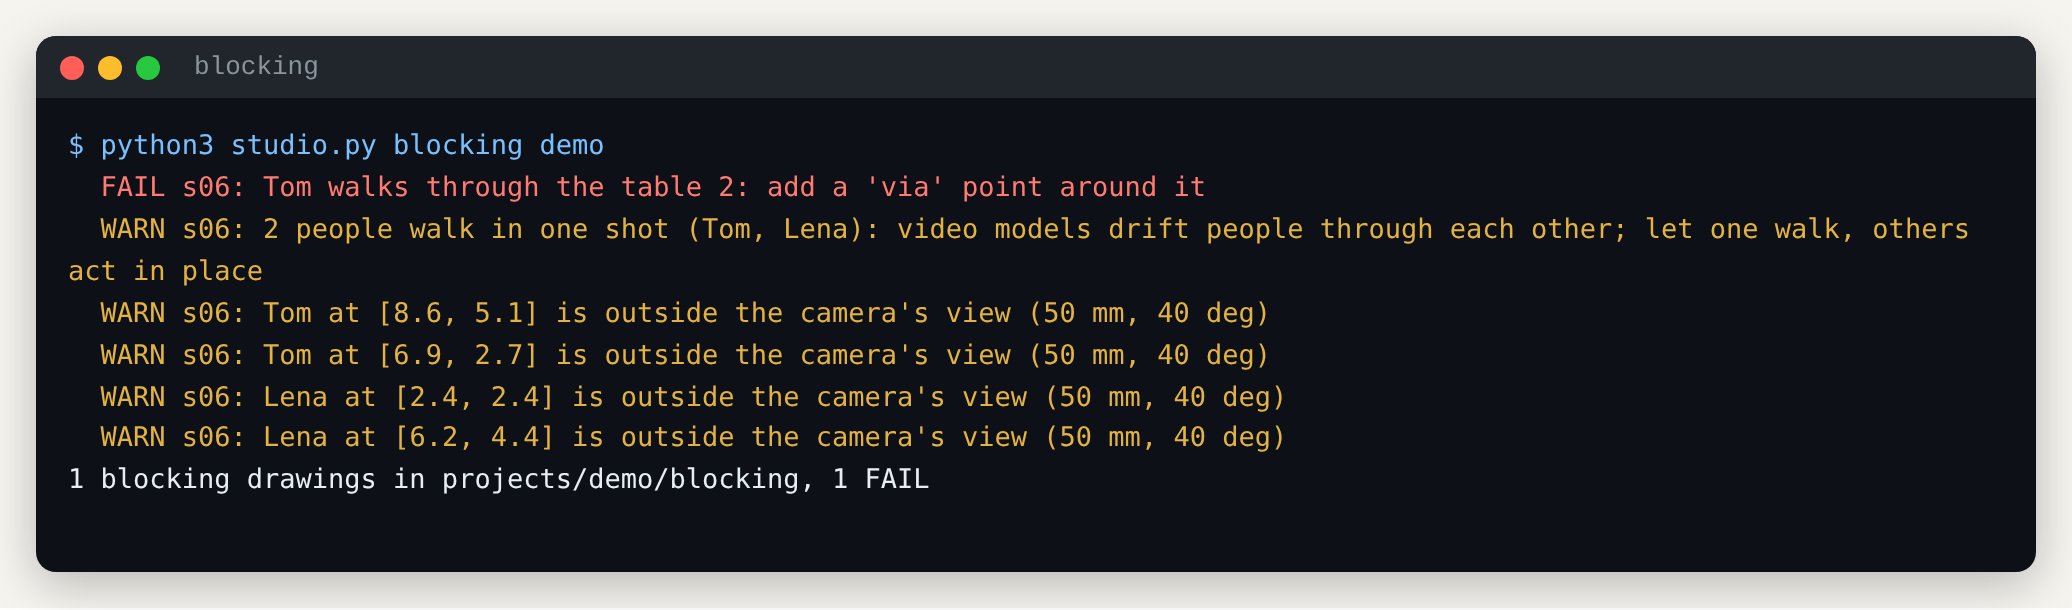 blocking
$ python3 studio.py blocking demo
  FAIL s06: Tom walks through the table 2: add a 'via' point around it
  WARN s06: 2 people walk in one shot (Tom, Lena): video models drift people through each other; let one walk, others
act in place
  WARN s06: Tom at [8.6, 5.1] is outside the camera's view (50 mm, 40 deg)
  WARN s06: Tom at [6.9, 2.7] is outside the camera's view (50 mm, 40 deg)
  WARN s06: Lena at [2.4, 2.4] is outside the camera's view (50 mm, 40 deg)
  WARN s06: Lena at [6.2, 4.4] is outside the camera's view (50 mm, 40 deg)
1 blocking drawings in projects/demo/blocking, 1 FAIL